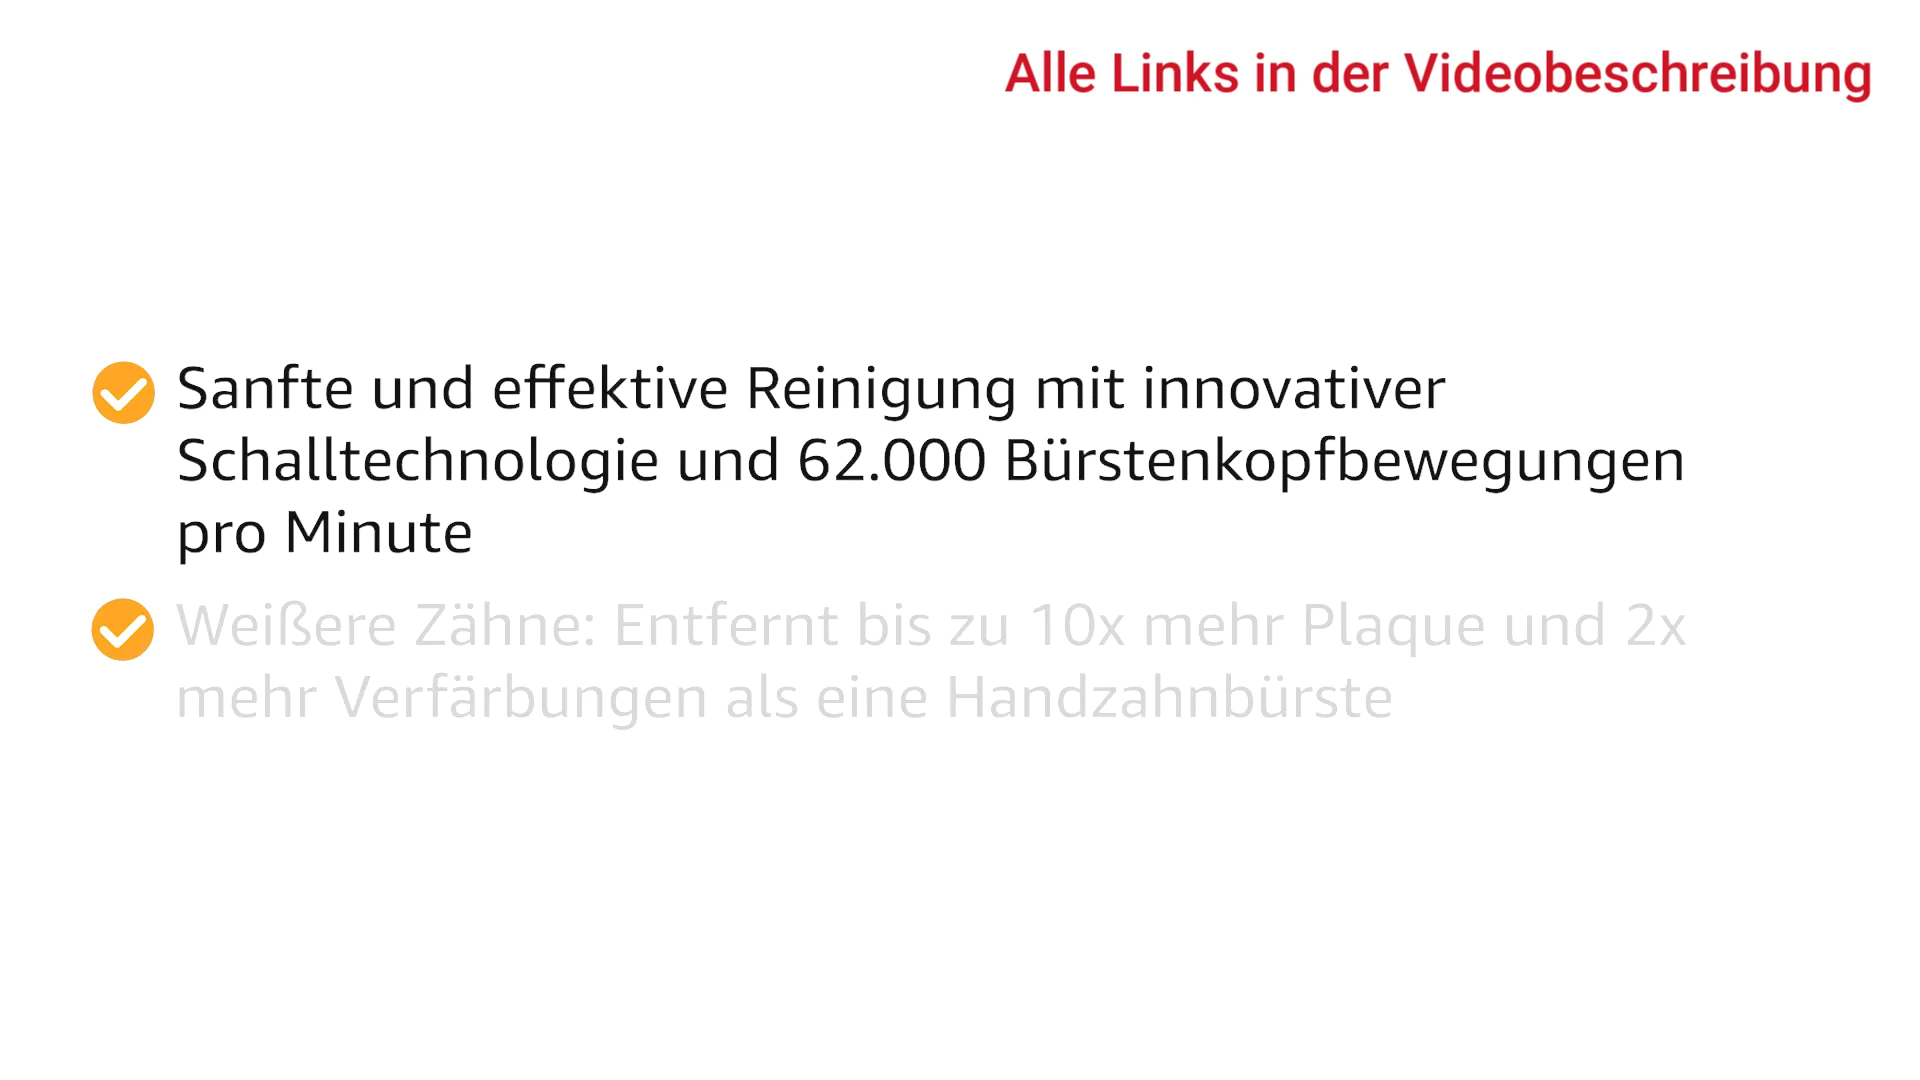 Alle Links in der Videobeschreibung
Sanfte und effektive Reinigung mit innovativer
Schalltechnologie und 62.000 Bürstenkopfbewegungen
pro Minute
Weißere Zähne: Entfernt bis zu 10x mehr Plaque und 2x
mehr Verfärbungen als eine Handzahnbürste